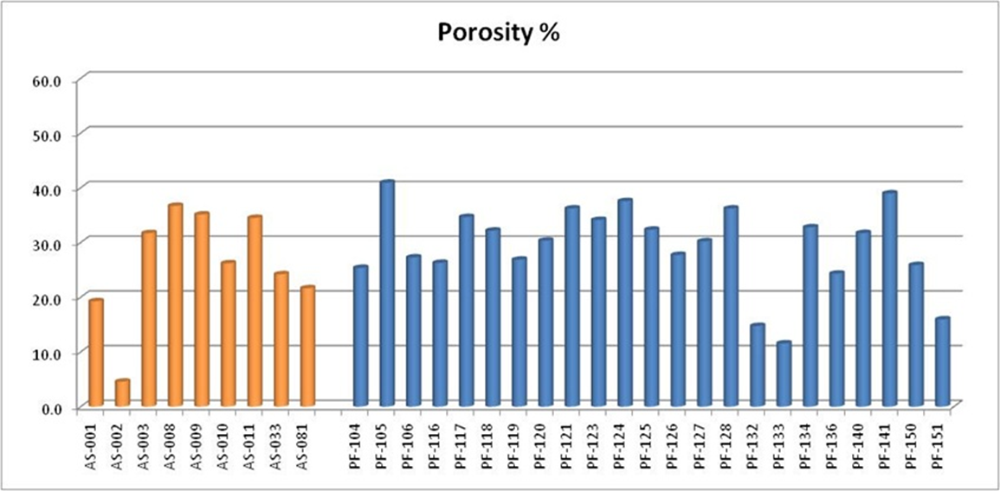 Porosity %
60.0
50.0
40.0
30.0
20.0
10.0
0.0
AS-001
AS-002
AS-003
AS-008
AS-009
AS-010
AS-011
AS-033
AS-081
PF-104
PF-105
PF-106
PF-116
PF-117
PF-118
PF-119
PF-120
PF-121
PF-123
PF-124
PF-125
PF-126
PF-127
PF-128
PF-132
PF-133
PF-134
PF-136
PF-140
PF-141
PF-150
PF-151